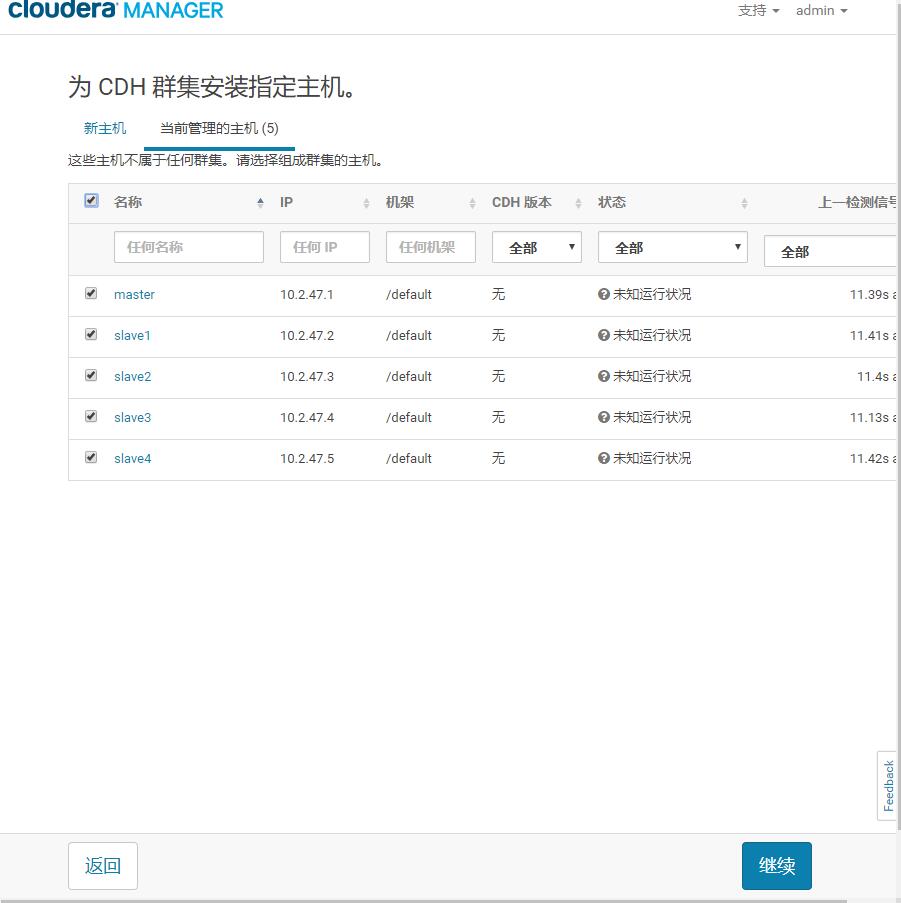 cloudera MANAGER 支持 admin
为 CDH 群集安装指定主机。
新主机 当前管理的主机 (5)
这些主机不属于任何群集。请选择组成群集的主机。
名称 IP 机架 CDH 版本 状态 上一检测信号
任何名称 任何 IP 任何机架 全部 全部 全部
master 10.2.47.1 /default 无 未知运行状况 11.39s a
slave1 10.2.47.2 /default 无 未知运行状况 11.41s a
slave2 10.2.47.3 /default 无 未知运行状况 11.4s a
slave3 10.2.47.4 /default 无 未知运行状况 11.13s a
slave4 10.2.47.5 /default 无 未知运行状况 11.42s a
Feedback
返回 继续